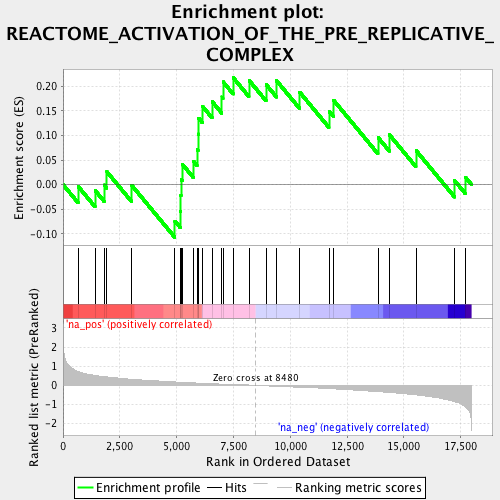 Enrichment plot:
REACTOME_ACTIVATION_OF_THE_PRE_REPLICATIVE_
COMPLEX
Enrichment score (ES)
0.20
0.15
0.10
0.05
0.00
-0.05
-0.10
'na_pos' (positively correlated)
Ranked list metric (PreRanked)
3
2
1
0
-1
-2
Zero cross at 8480
'na_neg' (negatively correlated)
0
2,500
5,000
7,500
10,000
12,500
15,000
17,500
Rank in Ordered Dataset
Enrichment profile
Hits
Ranking metric scores